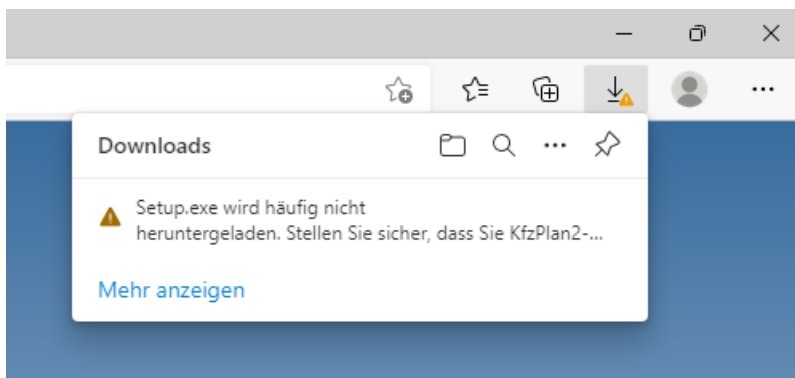 Downloads
Setup.exe wird häufig nicht
heruntergeladen. Stellen Sie sicher, dass Sie KfzPlan2-...
Mehr anzeigen